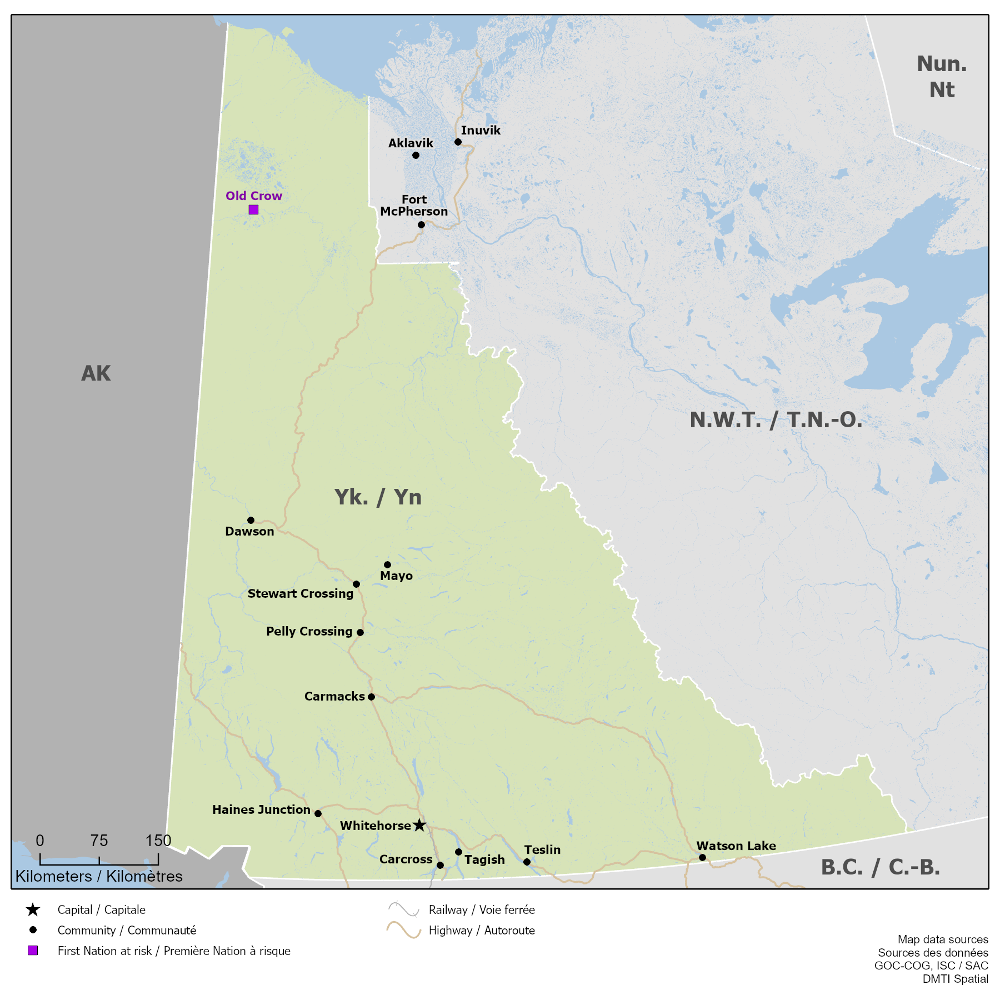 Nun.
Nt
Inuvik
Aklavik
Old Crow
Fort
McPherson
AK
N.W.T. / T.N.-O.
Yk. / Yn
Dawson
Mayo
Stewart Crossing
Pelly Crossing
Carmacks
Haines Junction
Whitehorse
Carcross
Tagish
Teslin
Watson Lake
B.C. / C.-B.
0 75 150
Kilometers / Kilomètres
Capital / Capitale
Community / Communauté
First Nation at risk / Première Nation à risque
Railway / Voie ferrée
Highway / Autoroute
Map data sources
Sources des données
GOC-COG, ISC / SAC
DMTI Spatial